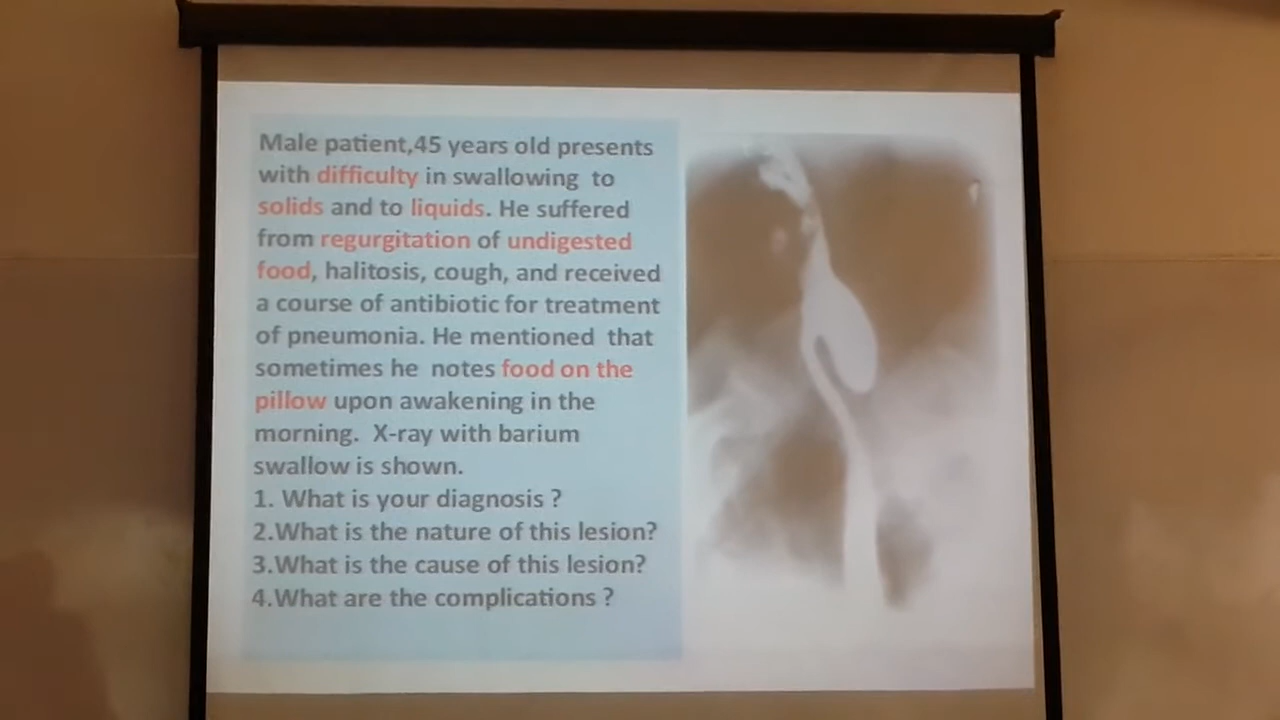 Male patient,45 years old presents
with difficulty in swallowing to
solids and to liquids. He suffered
from regurgitation of undigested
food, halitosis, cough, and received
a course of antibiotic for treatment
of pneumonia. He mentioned that
sometimes he notes food on the
pillow upon awakening in the
morning. X-ray with barium
swallow is shown.
1. What is your diagnosis ?
2.What is the nature of this lesion?
3.What is the cause of this lesion?
4.What are the complications ?